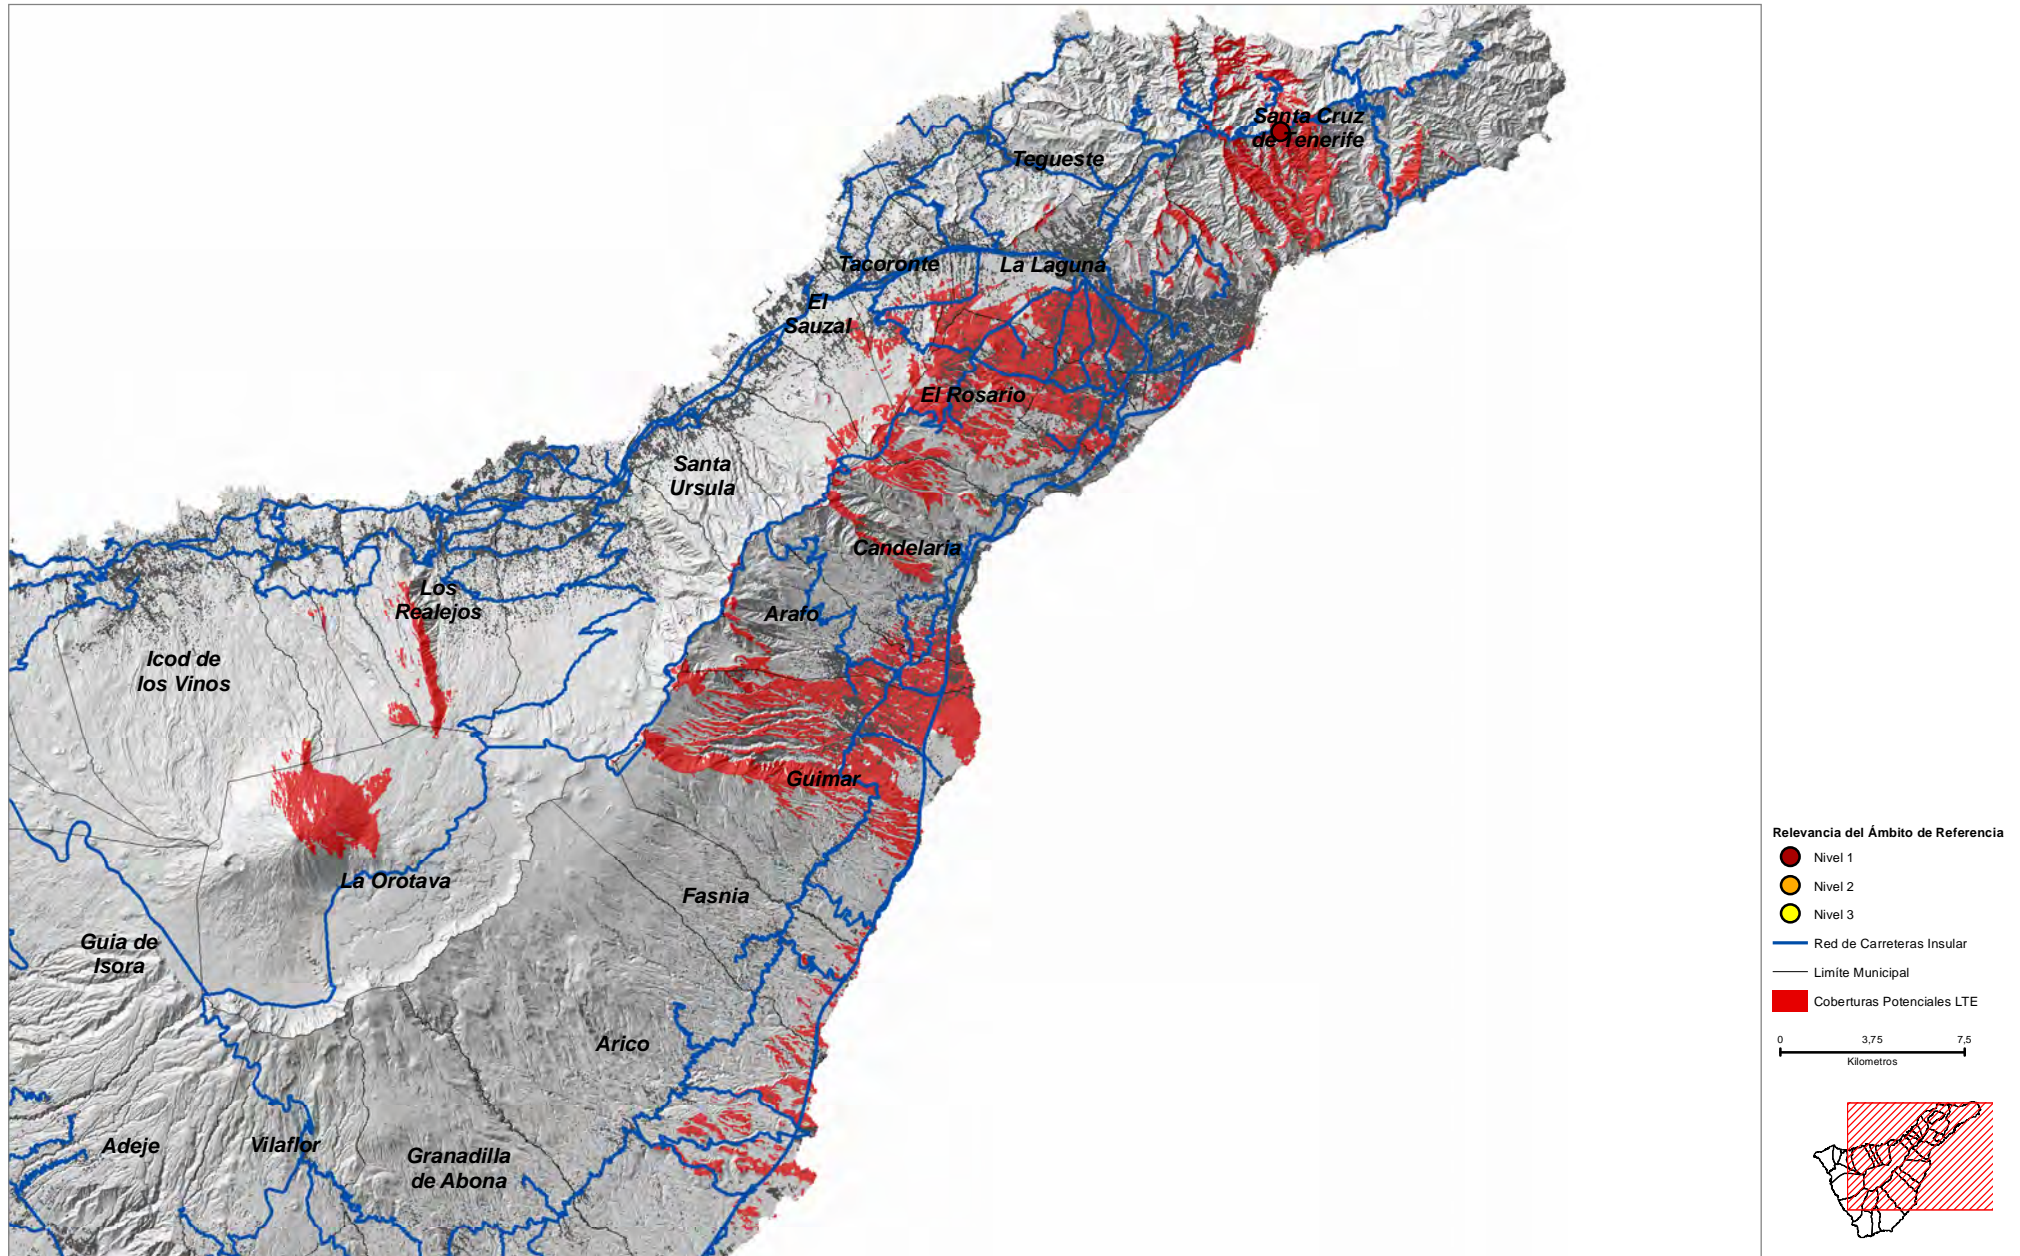 Santa Cruz
de Tenerife
Tegueste
Tacoronte
La Laguna
El
Sauzal
El Rosario
Santa
Ursula
Candelaria
Los
Realejos
Arafo
Icod de
los Vinos
Guimar
La Orotava
Fasnia
Guia de
Isora
Arico
Adeje
Vilaflor
Granadilla
de Abona
Relevancia del Ámbito de Referencia
Nivel 1
Nivel 2
Nivel 3
Red de Carreteras Insular
Limíte Municipal
Coberturas Potenciales LTE
0 3,75 7,5
Kilometros